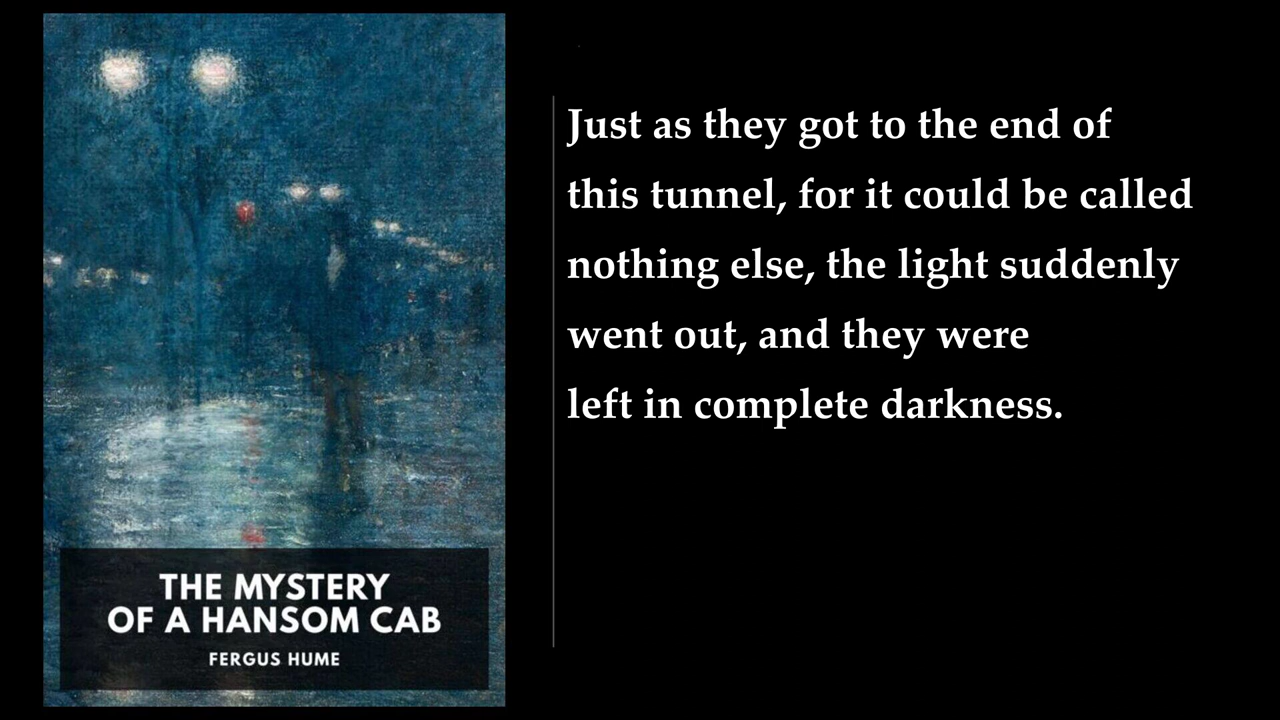 Just as they got to the end of
this tunnel, for it could be called
nothing else, the light suddenly
went out, and they were
left in complete darkness.
THE MYSTERY
OF A HANSOM CAB
FERGUS HUME